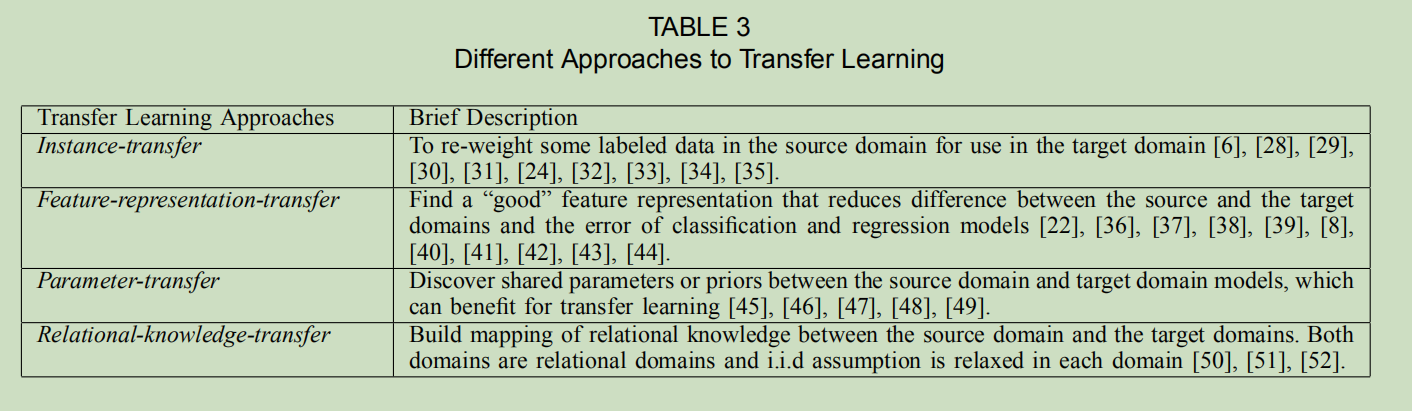 TABLE 3
Different Approaches to Transfer Learning
Transfer Learning Approaches Brief Description
Instance-transfer To re-weight some labeled data in the source domain for use in the target domain [6], [28], [29],
[30], [31], [24], [32], [33], [34], [35].
Feature-representation-transfer Find a “good” feature representation that reduces difference between the source and the target
domains and the error of classification and regression models [22], [36], [37], [38], [39], [8],
[40], [41], [42], [43], [44].
Parameter-transfer Discover shared parameters or priors between the source domain and target domain models, which
can benefit for transfer learning [45], [46], [47], [48], [49].
Relational-knowledge-transfer Build mapping of relational knowledge between the source domain and the target domains. Both
domains are relational domains and i.i.d assumption is relaxed in each domain [50], [51], [52].